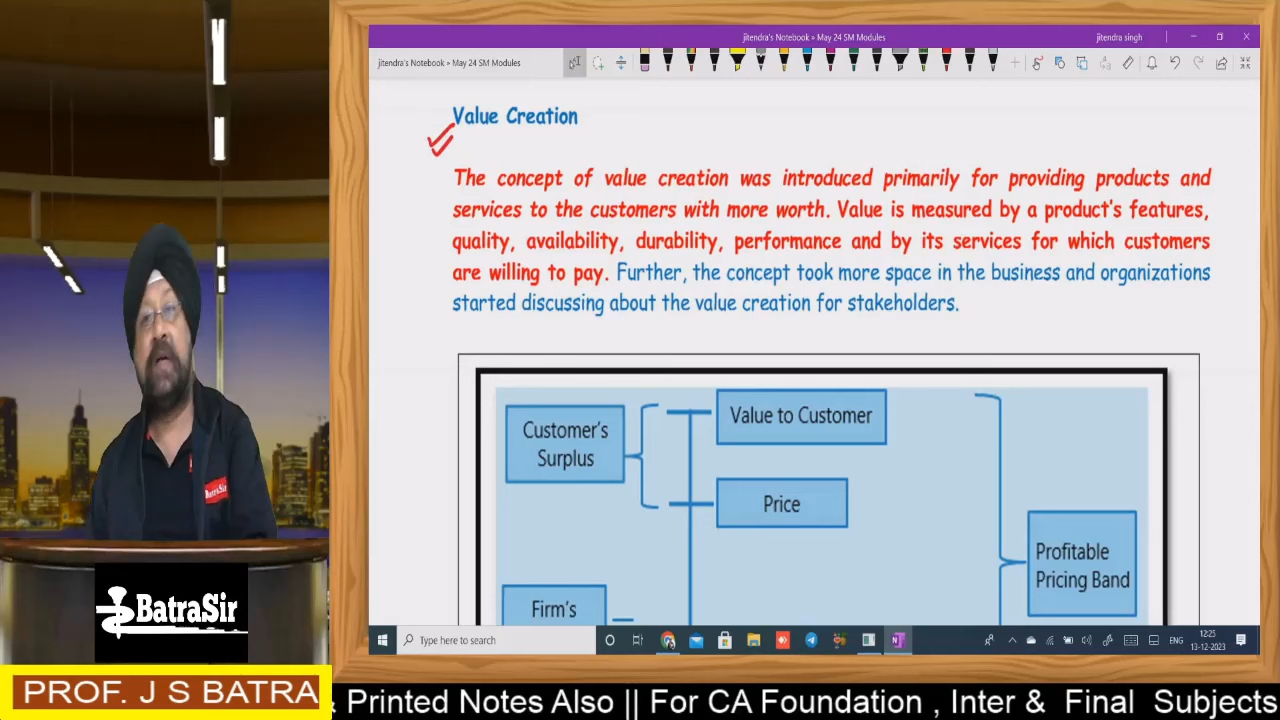 jitendra's Notebook » May 24 SM Modules
jitendra singh
jitendra's Notebook » May 24 SM Modules
Value Creation
The concept of value creation was introduced primarily for providing products and
services to the customers with more worth. Value is measured by a product's features,
quality, availability, durability, performance and by its services for which customers
are willing to pay. Further, the concept took more space in the business and organizations
started discussing about the value creation for stakeholders.
Customer's
Surplus
Value to Customer
Price
Profitable
Pricing Band
Firm's
BatraSir
BatraSir
Type here to search
ENG
12:25
13-12-2023
PROF. J S BATRA
Printed Notes Also || For CA Foundation , Inter & Final Subjects